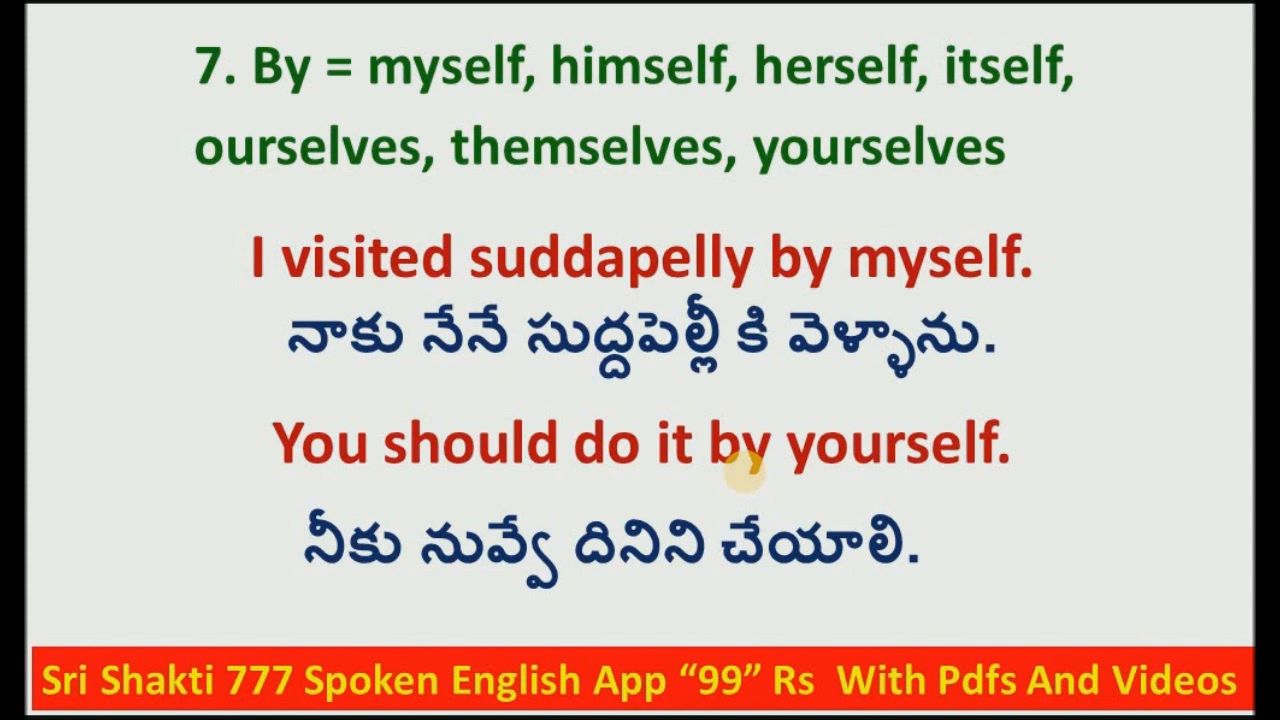 7. By = myself, himself, herself, itself,
ourselves, themselves, yourselves
I visited suddapelly by myself.
నాకు నేనే సుద్దపెల్లీ కి వెళ్ళాను.
You should do it by yourself.
నీకు నువ్వే దినిని చేయాలి.
Sri Shakti 777 Spoken English App “99” Rs With Pdfs And Videos